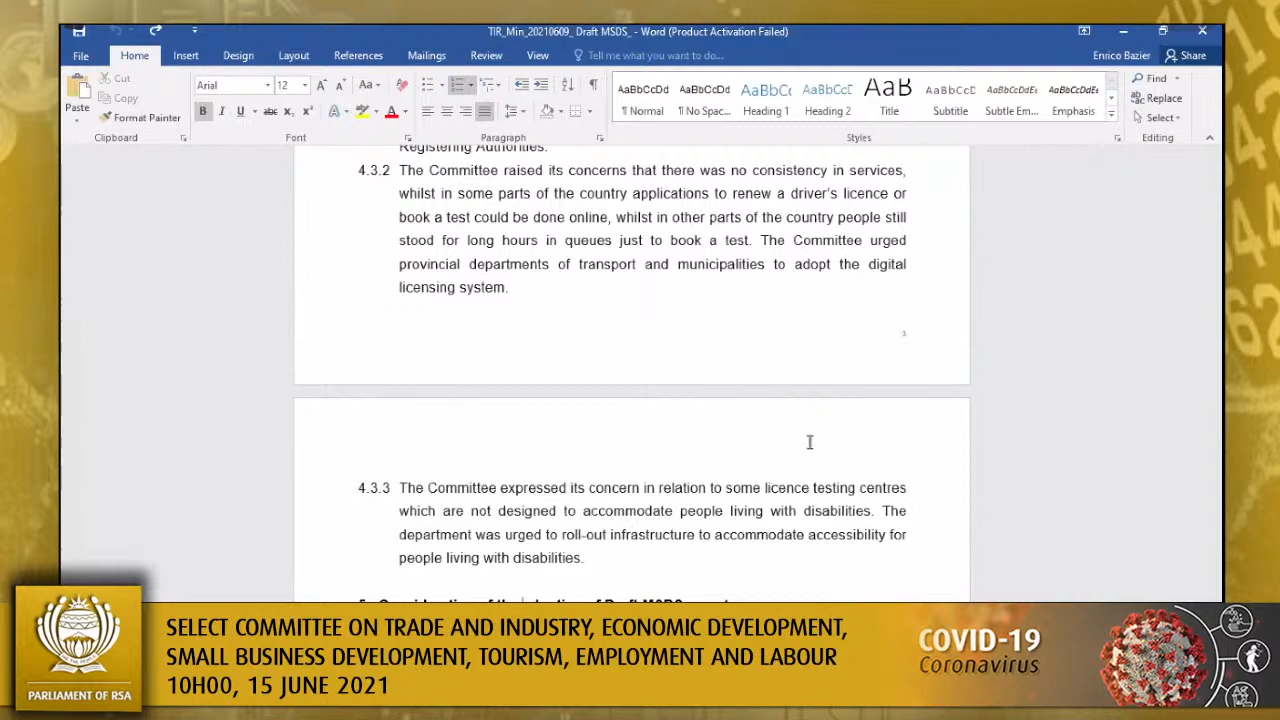 TIR_Min_20210609_ Draft MSDS_ - Word (Product Activation Failed)
File Home Insert Design Layout References Mailings Review View Tell me what you want to do... Enrico Bazier Share
Cut
Copy
Format Painter
Paste
Clipboard
Arial 12
Font
Paragraph
AaBbCcDd AaBbCcDd AaBbCc AaBbCcD AaB AaBbCcD AaBbCcDd AaBbCcDd
¶ Normal ¶ No Spac... Heading 1 Heading 2 Title Subtitle Subtle Em... Emphasis
Styles
Find
Replace
Select
Editing
Registering Authorities.
4.3.2 The Committee raised its concerns that there was no consistency in services,
whilst in some parts of the country applications to renew a driver's licence or
book a test could be done online, whilst in other parts of the country people still
stood for long hours in queues just to book a test. The Committee urged
provincial departments of transport and municipalities to adopt the digital
licensing system.
3
4.3.3 The Committee expressed its concern in relation to some licence testing centres
which are not designed to accommodate people living with disabilities. The
department was urged to roll-out infrastructure to accommodate accessibility for
people living with disabilities.
SELECT COMMITTEE ON TRADE AND INDUSTRY, ECONOMIC DEVELOPMENT,
SMALL BUSINESS DEVELOPMENT, TOURISM, EMPLOYMENT AND LABOUR
10H00, 15 JUNE 2021
PARLIAMENT OF RSA
COVID-19
Coronavirus